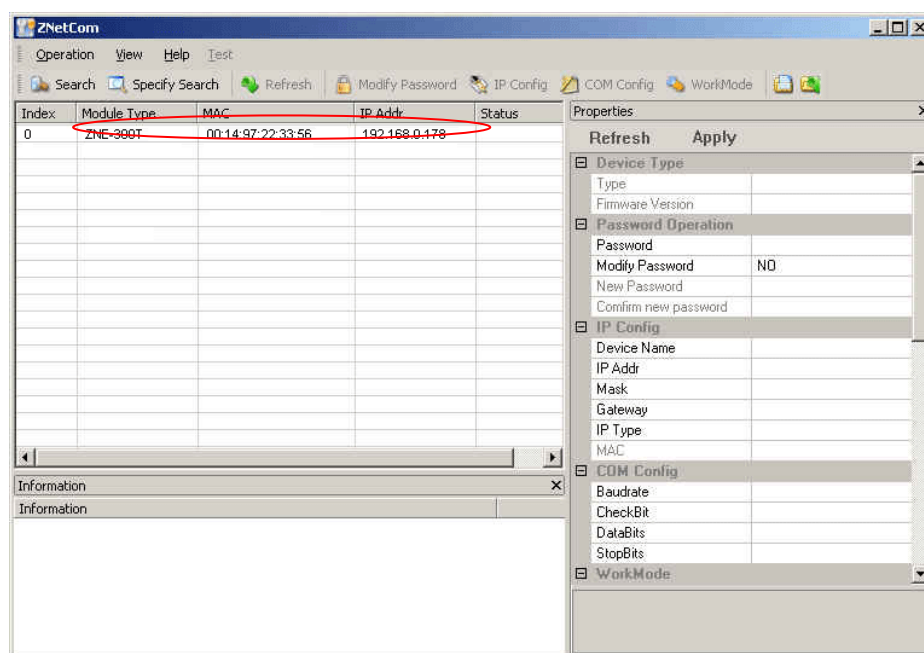 ZNetCom
Operation View Help Test
Search Specify Search Refresh Modify Password IP Config COM Config WorkMode
Index Module Type MAC IP Addr Status
0 ZNE-300T 00:14:97:22:33:56 192.168.0.178
Properties
Refresh Apply
Device Type
Type
Firmware Version
Password Operation
Password
Modify Password NO
New Password
Comfirm new password
IP Config
Device Name
IP Addr
Mask
Gateway
IP Type
MAC
COM Config
Baudrate
CheckBit
DataBits
StopBits
WorkMode
Information
Information